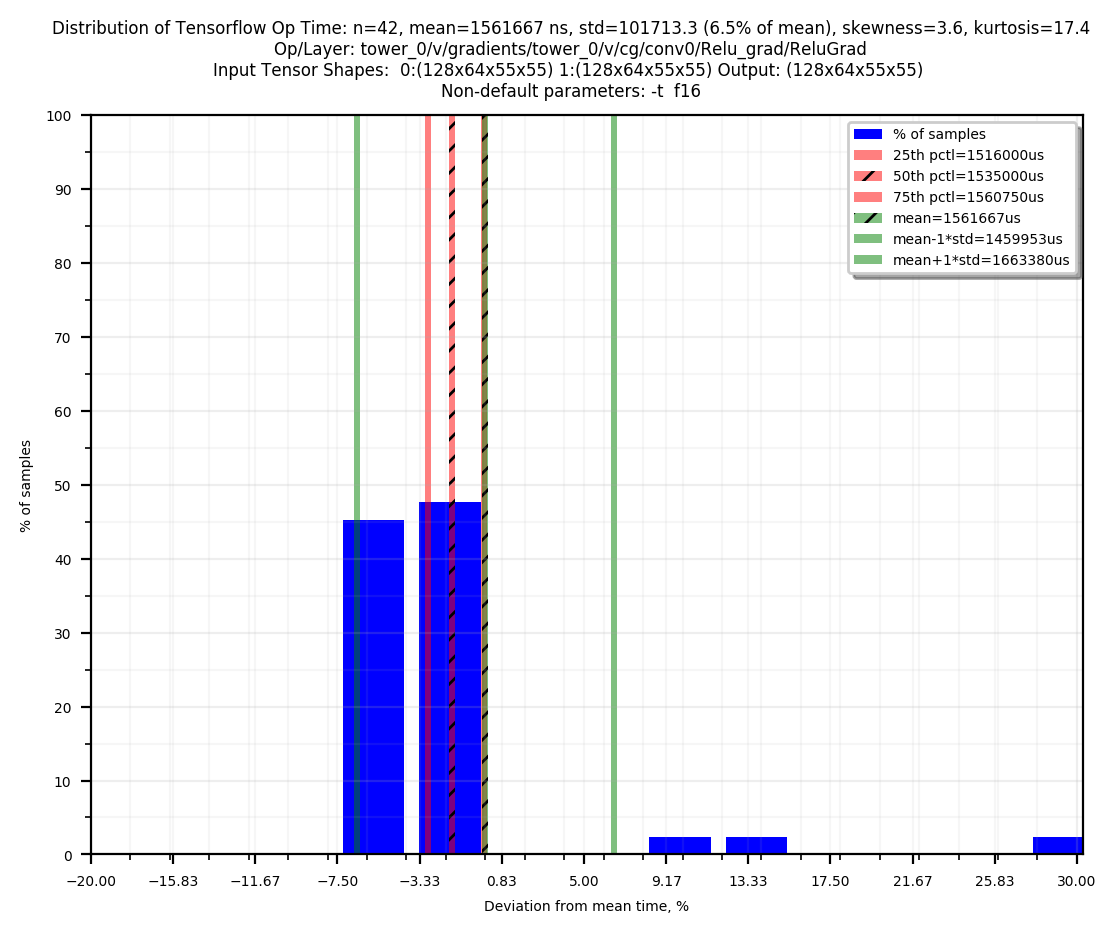 Distribution of Tensorflow Op Time: n=42, mean=1561667 ns, std=101713.3 (6.5% of mean), skewness=3.6, kurtosis=17.4
Op/Layer: tower_0/v/gradients/tower_0/v/cg/conv0/Relu_grad/ReluGrad
Input Tensor Shapes:  0:(128x64x55x55) 1:(128x64x55x55) Output: (128x64x55x55)
Non-default parameters: -t  f16
% of samples
25th pctl=1516000us
50th pctl=1535000us
75th pctl=1560750us
mean=1561667us
mean-1*std=1459953us
mean+1*std=1663380us
100
90
80
70
60
50
40
30
20
10
0
% of samples
−20.00 −15.83 −11.67 −7.50 −3.33 0.83 5.00 9.17 13.33 17.50 21.67 25.83 30.00
Deviation from mean time, %